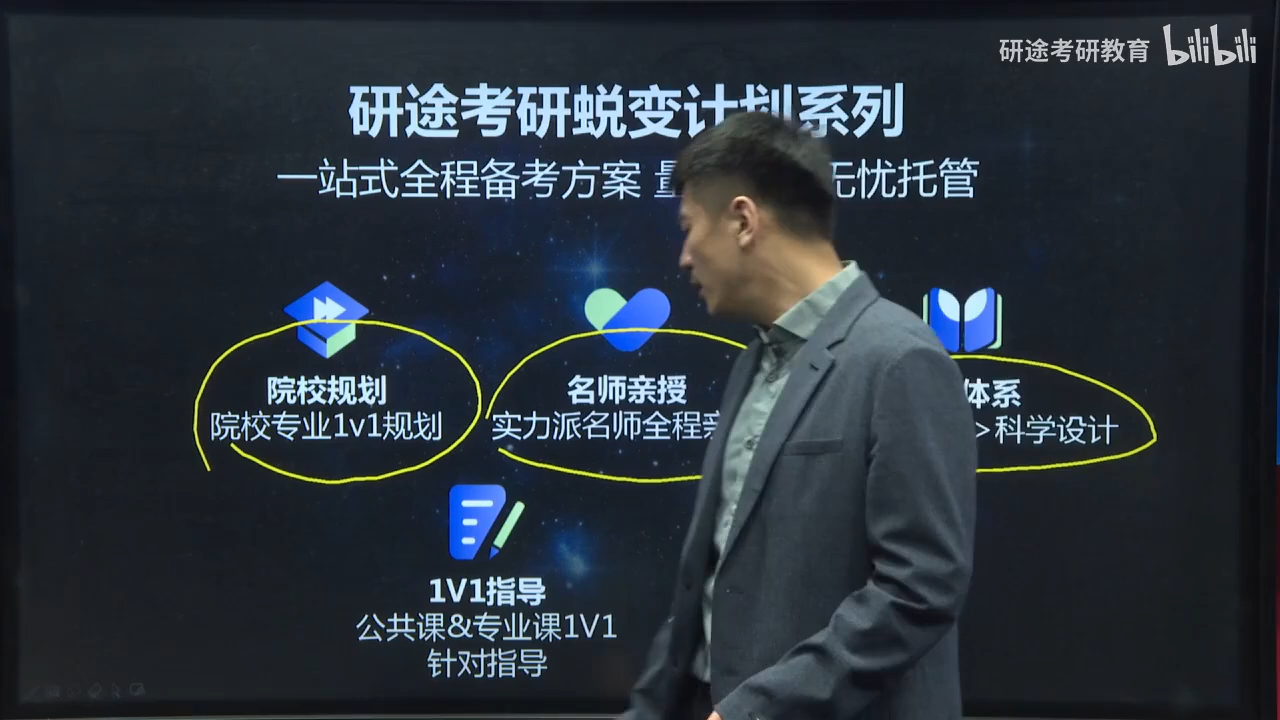 研途考研教育 bilibili
研途考研蜕变计划系列
一站式全程备考方案 量 无忧托管
院校规划
院校专业1v1规划
名师亲授
实力派名师全程亲
体系
>科学设计
1V1指导
公共课&专业课1V1
针对指导